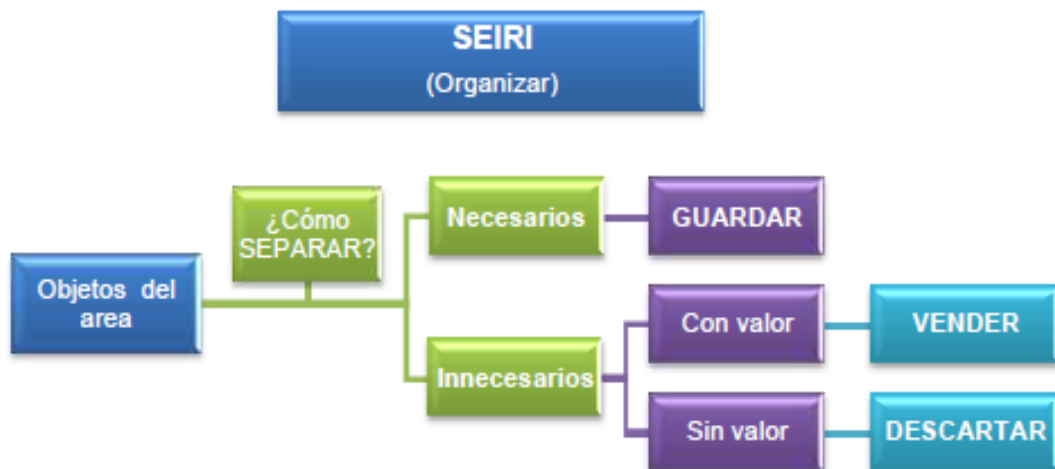 SEIRI
(Organizar)
¿Cómo
SEPARAR?
Necesarios
GUARDAR
Objetos del
area
Con valor
VENDER
Innecesarios
Sin valor
DESCARTAR